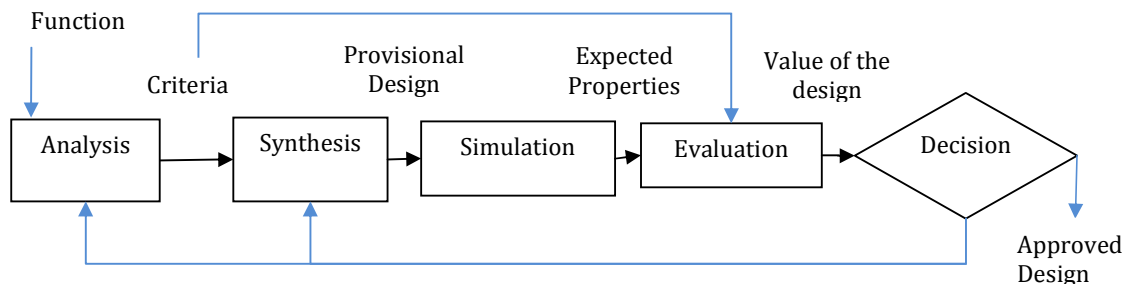 Function
Criteria
Provisional
Design
Expected
Properties
Value of the
design
Analysis
Synthesis
Simulation
Evaluation
Decision
Approved
Design